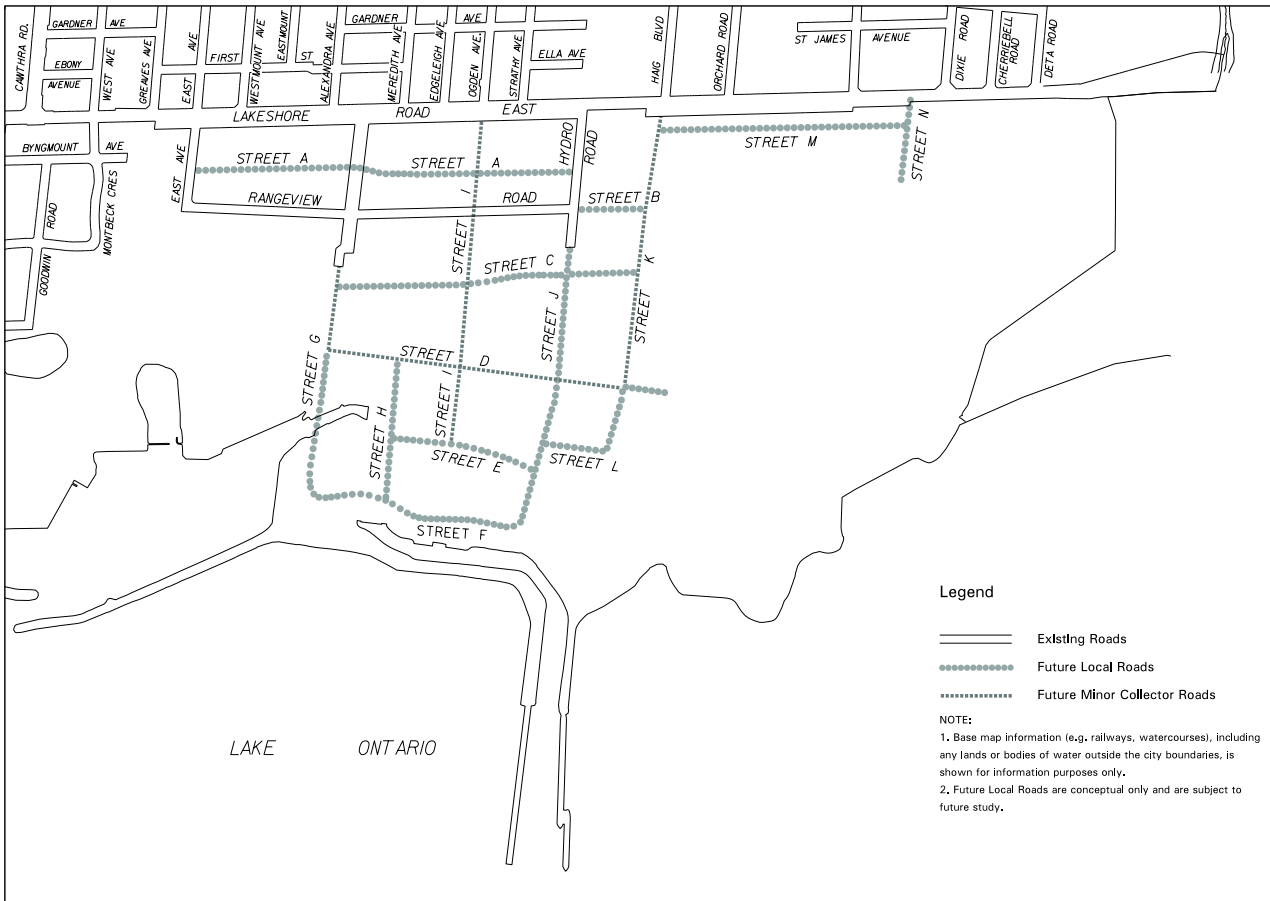 GARDNER AVE
GARDNER AVE
CAWTHRA RD.
EBONY
AVENUE
WEST AVE
GREAVES AVE
EAST AVE
FIRST ST
WESTMOUNT AVE
EASTMOUNT
ALEXANDRA AVE
MEREDITH AVE
EDGELEIGH AVE
OGDEN AVE
STRATHY AVE
ELLA AVE
HAIG BLVD
ORCHARD ROAD
ST JAMES AVENUE
DIXIE ROAD
CHERRIEBELL
ROAD
DETA ROAD
LAKESHORE ROAD EAST
BYNGMOUNT AVE
GOODWIN ROAD
MONTBECK CRES
EAST AVE
STREET A
STREET A
HYDRO ROAD
STREET M
STREET N
RANGEVIEW ROAD
STREET B
STREET I
STREET C
STREET K
STREET J
STREET G
STREET D
STREET I
STREET H
STREET E
STREET L
STREET F
LAKE ONTARIO
Legend
Existing Roads
Future Local Roads
Future Minor Collector Roads
NOTE:
1. Base map information (e.g. railways, watercourses), including
any lands or bodies of water outside the city boundaries, is
shown for information purposes only.
2. Future Local Roads are conceptual only and are subject to
future study.